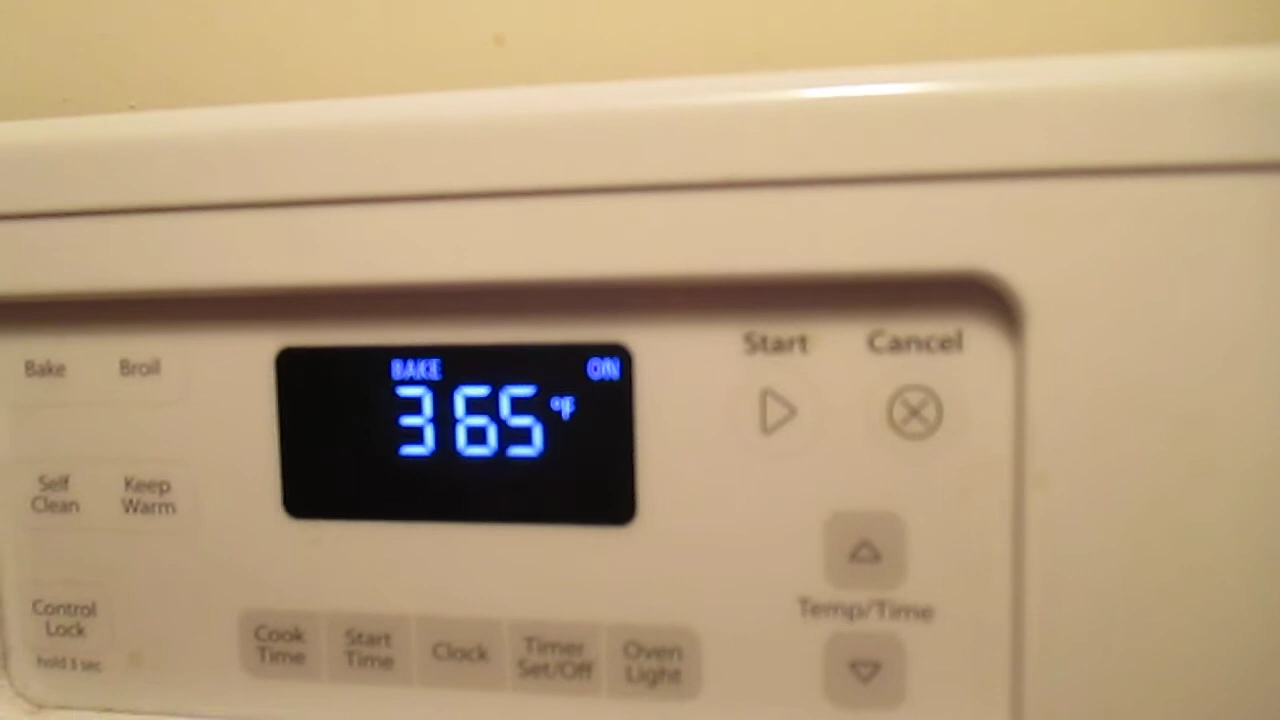 Start Cancel
Bake Broil
BAKE ON
365 °F
Self Clean
Keep Warm
Control Lock
hold 3 sec
Cook Time
Start Time
Clock
Timer Set/Off
Oven Light
Temp/Time